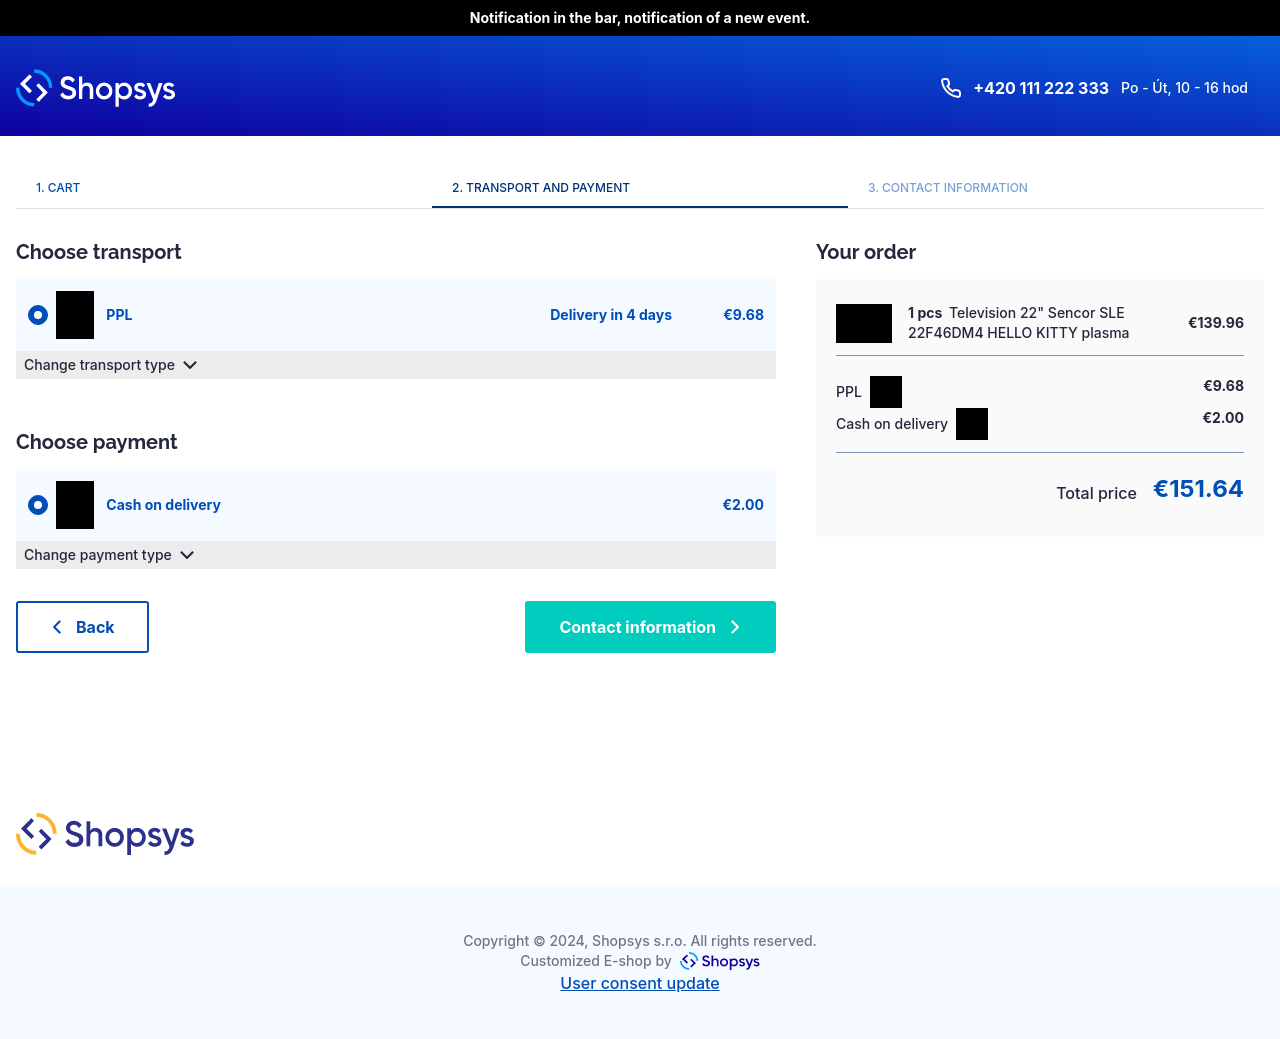 Notification in the bar, notification of a new event.
Shopsys
+420 111 222 333 Po - Út, 10 - 16 hod
1. CART
2. TRANSPORT AND PAYMENT
3. CONTACT INFORMATION
Choose transport
PPL Delivery in 4 days €9.68
Change transport type
Choose payment
Cash on delivery €2.00
Change payment type
Back
Contact information
Your order
1 pcs Television 22" Sencor SLE
22F46DM4 HELLO KITTY plasma
€139.96
PPL €9.68
Cash on delivery €2.00
Total price €151.64
Shopsys
Copyright © 2024, Shopsys s.r.o. All rights reserved.
Customized E-shop by Shopsys
User consent update